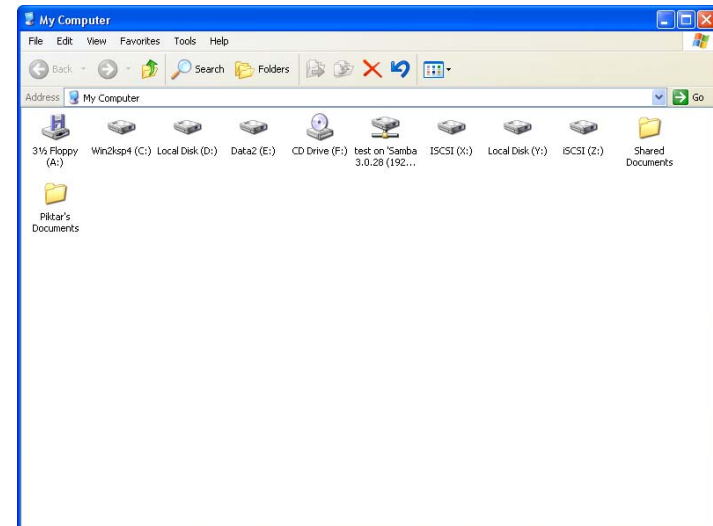 My Computer
File Edit View Favorites Tools Help
Back Search Folders
Address My Computer Go
3½ Floppy (A:) Win2ksp4 (C:) Local Disk (D:) Data2 (E:) CD Drive (F:) test on 'Samba 3.0.28 (192... ISCSI (X:) Local Disk (Y:) iSCSI (Z:) Shared Documents
Piktar's
Documents